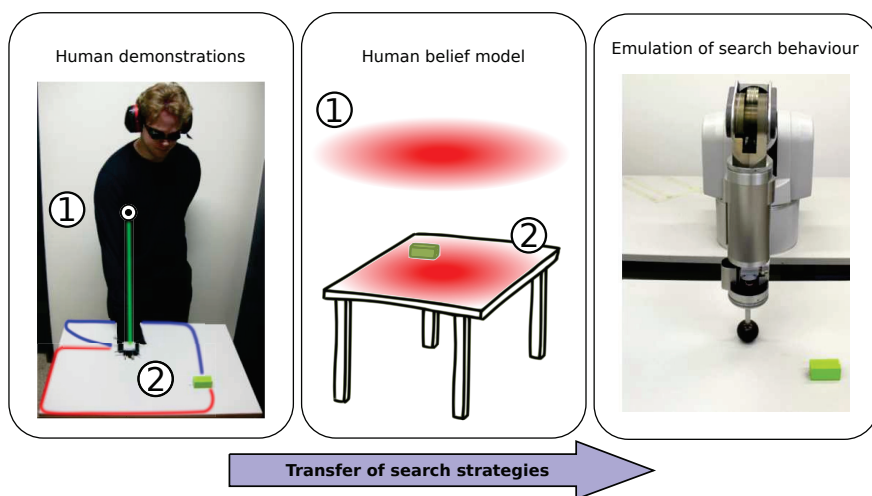 Human demonstrations
Human belief model
Emulation of search behaviour
①
②
①
②
Transfer of search strategies